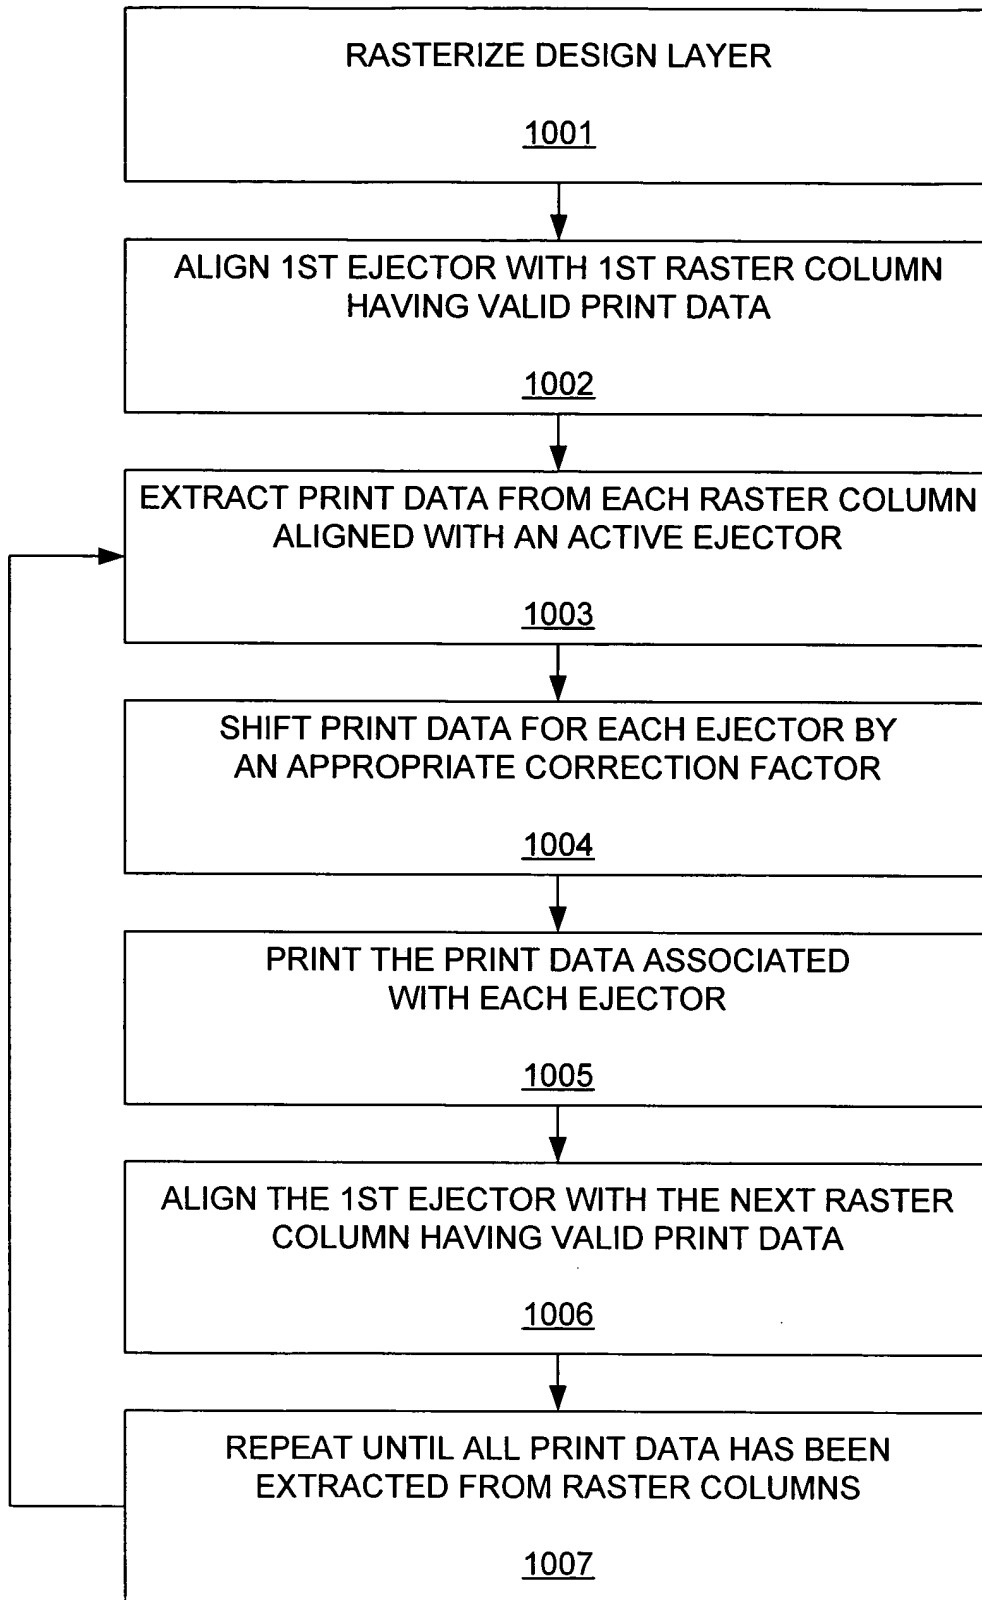 RASTERIZE DESIGN LAYER
1001
ALIGN 1ST EJECTOR WITH 1ST RASTER COLUMN
HAVING VALID PRINT DATA
1002
EXTRACT PRINT DATA FROM EACH RASTER COLUMN
ALIGNED WITH AN ACTIVE EJECTOR
1003
SHIFT PRINT DATA FOR EACH EJECTOR BY
AN APPROPRIATE CORRECTION FACTOR
1004
PRINT THE PRINT DATA ASSOCIATED
WITH EACH EJECTOR
1005
ALIGN THE 1ST EJECTOR WITH THE NEXT RASTER
COLUMN HAVING VALID PRINT DATA
1006
REPEAT UNTIL ALL PRINT DATA HAS BEEN
EXTRACTED FROM RASTER COLUMNS
1007